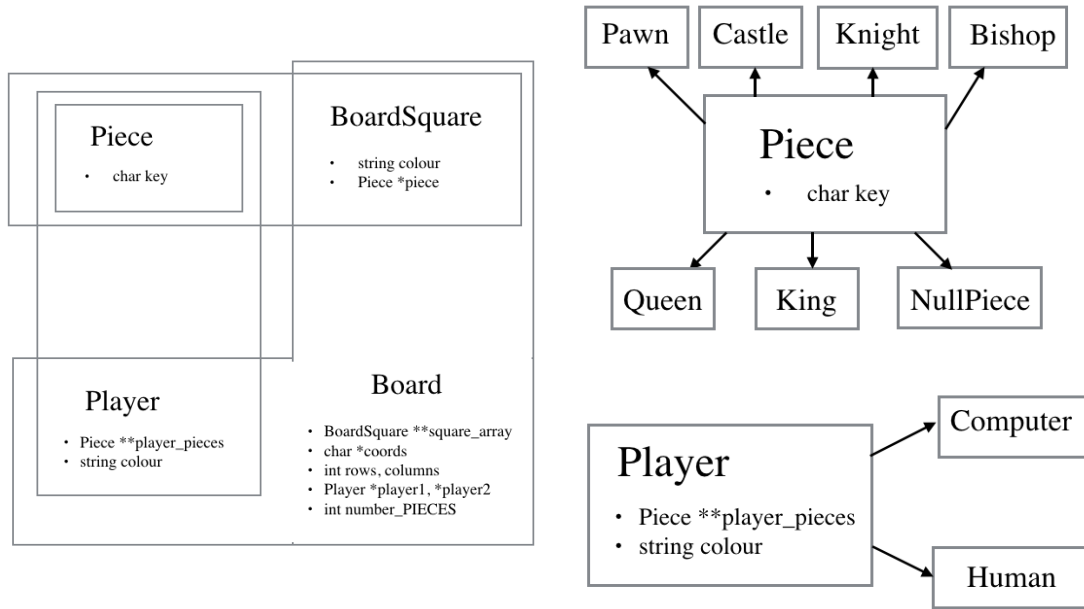 Piece
• char key
BoardSquare
• string colour
• Piece *piece
Player
• Piece **player_pieces
• string colour
Board
• BoardSquare **square_array
• char *coords
• int rows, columns
• Player *player1, *player2
• int number_PIECES
Pawn
Castle
Knight
Bishop
Piece
• char key
Queen
King
NullPiece
Player
• Piece **player_pieces
• string colour
Computer
Human